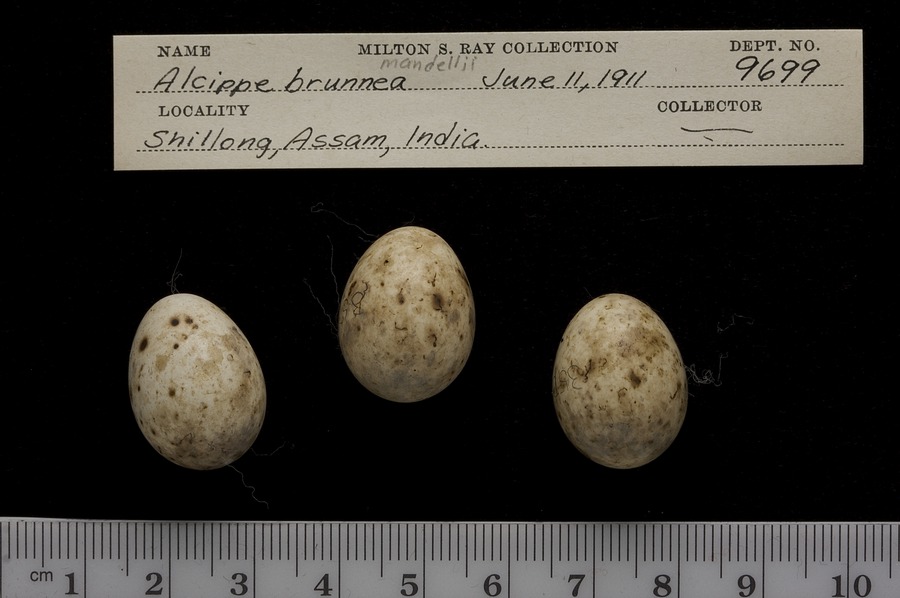 NAME MILTON S. RAY COLLECTION DEPT. NO.
mandellii
Alcippe brunnea June 11, 1911 9699
LOCALITY COLLECTOR
Shillong, Assam, India.
cm 1 2 3 4 5 6 7 8 9 10